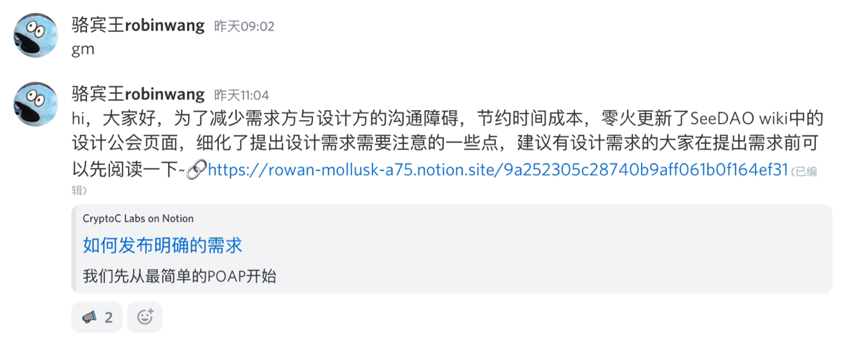 骆宾王robinwang 昨天09:02
gm
骆宾王robinwang 昨天11:04
hi，大家好，为了减少需求方与设计方的沟通障碍，节约时间成本，零火更新了SeeDAO wiki中的
设计公会页面，细化了提出设计需求需要注意的一些点，建议有设计需求的大家在提出需求前可
以先阅读一下~🔗https://rowan-mollusk-a75.notion.site/9a252305c28740b9aff061b0f164ef31(已编
辑)
CryptoC Labs on Notion
如何发布明确的需求
我们先从最简单的POAP开始
2